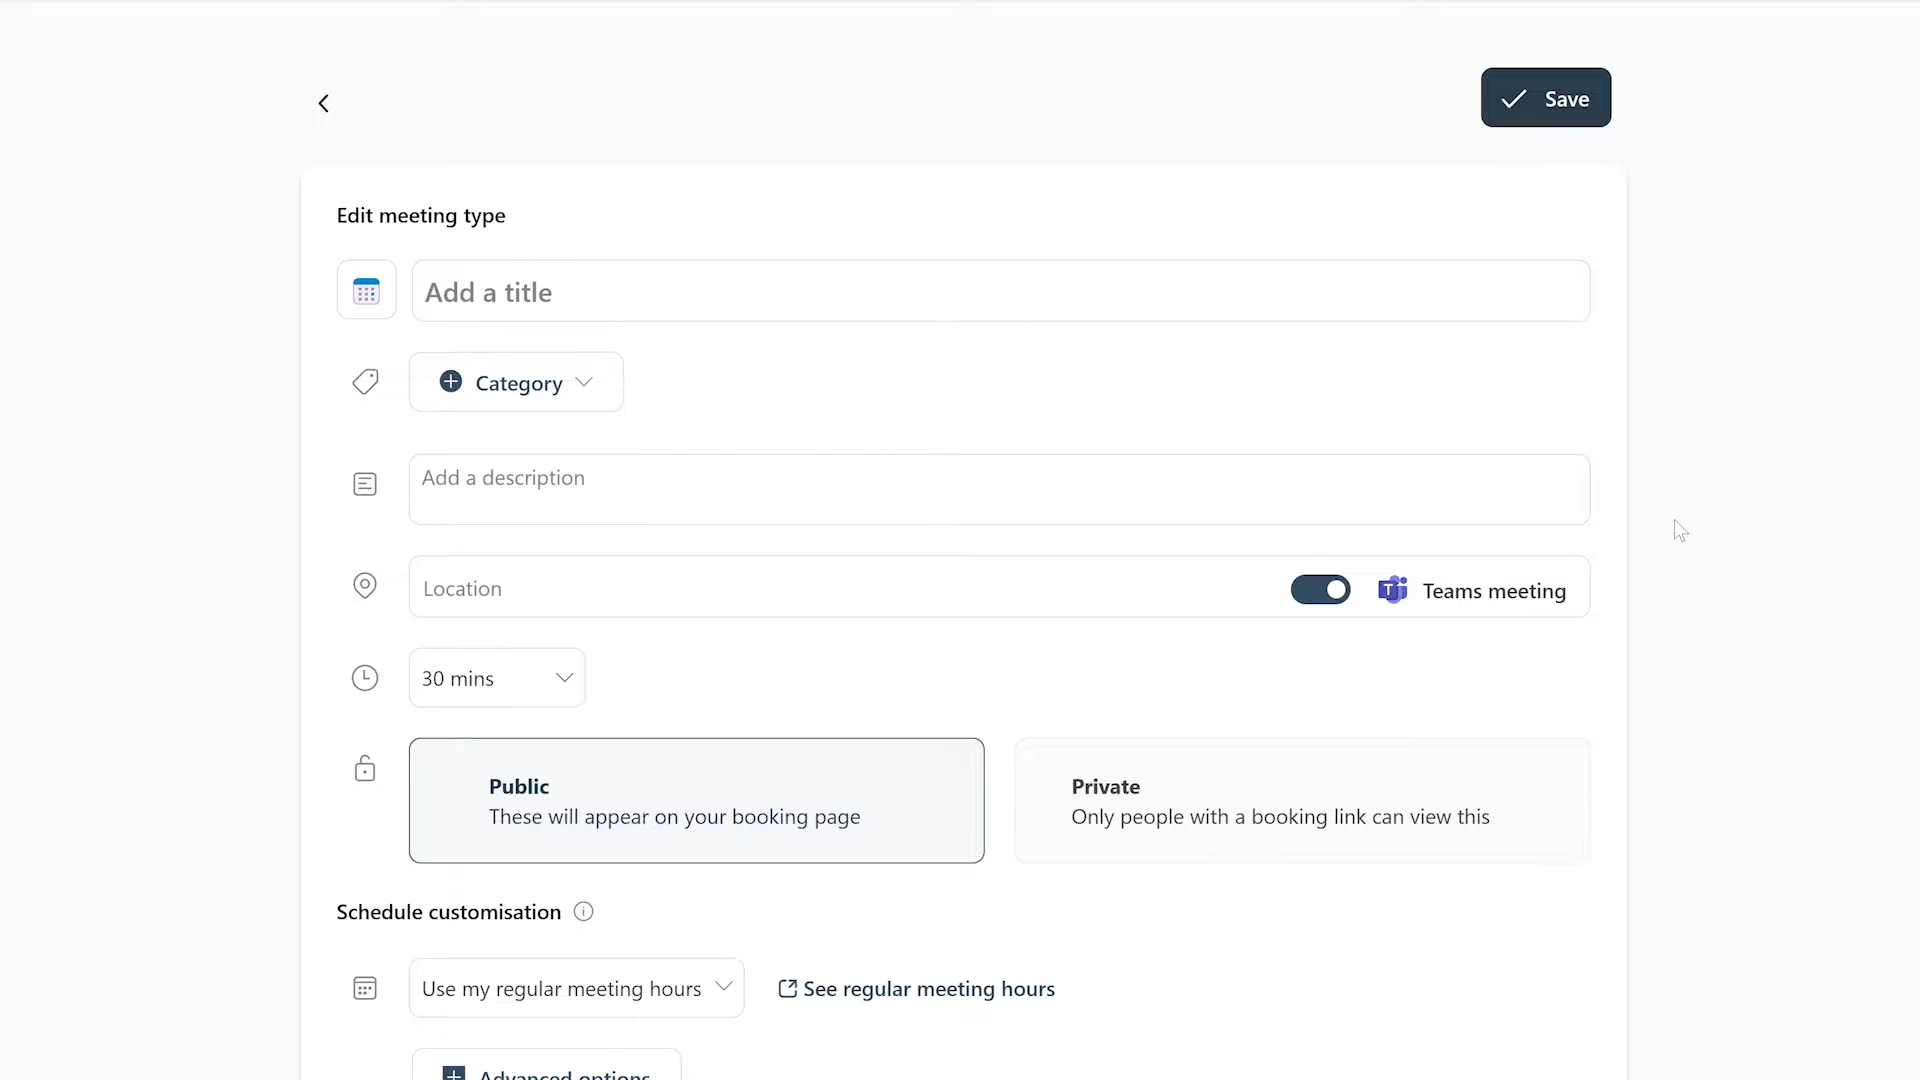 Save
Edit meeting type
Add a title
Category
Add a description
Location
Teams meeting
30 mins
Public
These will appear on your booking page
Private
Only people with a booking link can view this
Schedule customisation
Use my regular meeting hours
See regular meeting hours
Advanced options